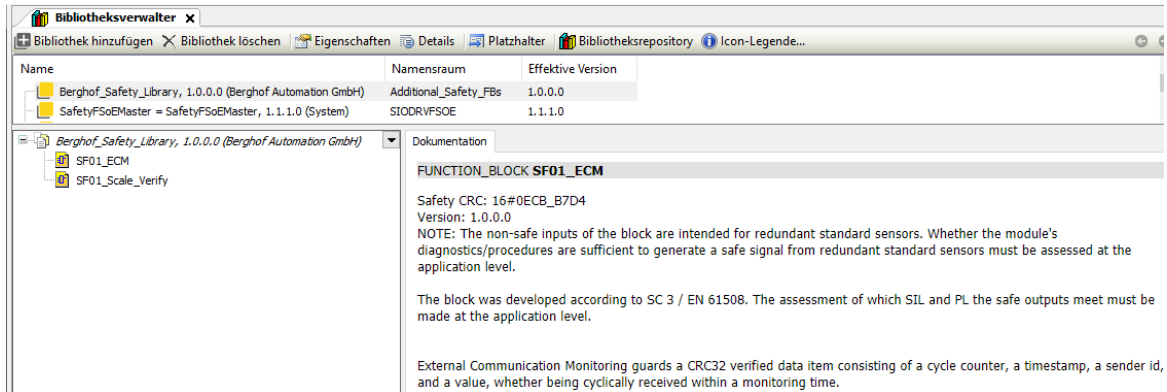 Bibliotheksverwalter x
Bibliothek hinzufügen Bibliothek löschen Eigenschaften Details Platzhalter Bibliotheksrepository Icon-Legende...
Name Namensraum Effektive Version
Berghof_Safety_Library, 1.0.0.0 (Berghof Automation GmbH) Additional_Safety_FBs 1.0.0.0
SafetyFSoEMaster = SafetyFSoEMaster, 1.1.1.0 (System) SIODRVFSOE 1.1.1.0
Berghof_Safety_Library, 1.0.0.0 (Berghof Automation GmbH)
SF01_ECM
SF01_Scale_Verify
Dokumentation
FUNCTION_BLOCK SF01_ECM
Safety CRC: 16#0ECB_B7D4
Version: 1.0.0.0
NOTE: The non-safe inputs of the block are intended for redundant standard sensors. Whether the module's
diagnostics/procedures are sufficient to generate a safe signal from redundant standard sensors must be assessed at the
application level.
The block was developed according to SC 3 / EN 61508. The assessment of which SIL and PL the safe outputs meet must be
made at the application level.
External Communication Monitoring guards a CRC32 verified data item consisting of a cycle counter, a timestamp, a sender id,
and a value, whether being cyclically received within a monitoring time.